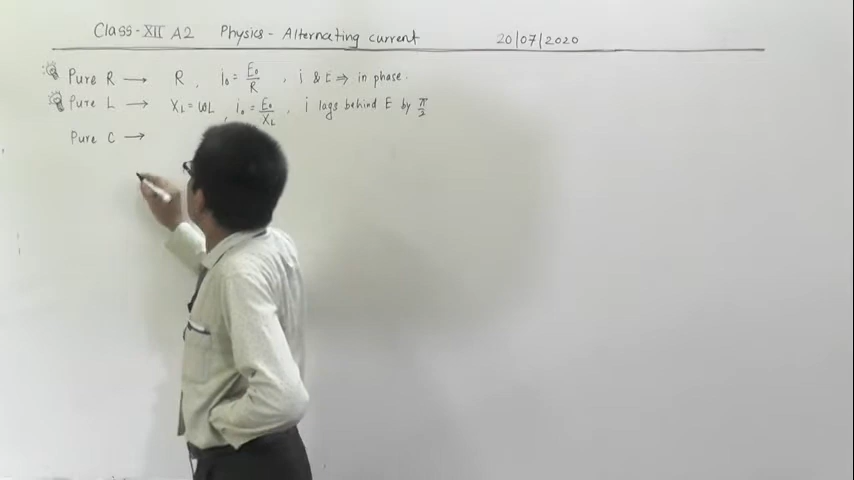 Class-XII A2 Physics - Alternating current 20/07/2020
Pure R → R, i₀ = E₀/R, i & E ⇒ in phase.
Pure L → X_L = ωL, i₀ = E₀/X_L, i lags behind E by π/2
Pure C →